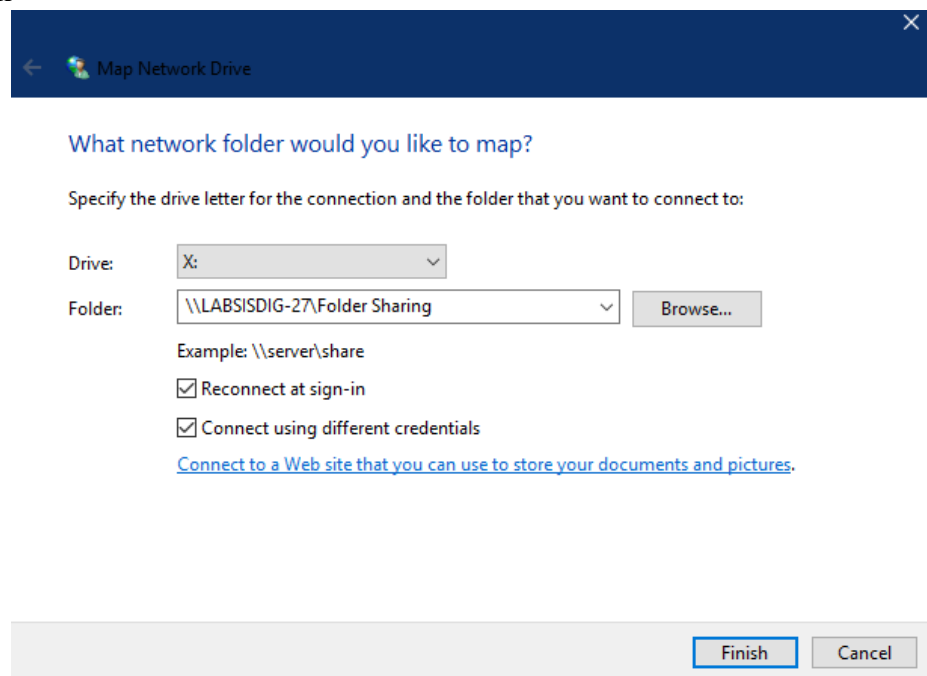 Map Network Drive
What network folder would you like to map?
Specify the drive letter for the connection and the folder that you want to connect to:
Drive: X:
Folder: \\LABSISDIG-27\Folder Sharing Browse...
Example: \\server\share
Reconnect at sign-in
Connect using different credentials
Connect to a Web site that you can use to store your documents and pictures.
Finish Cancel